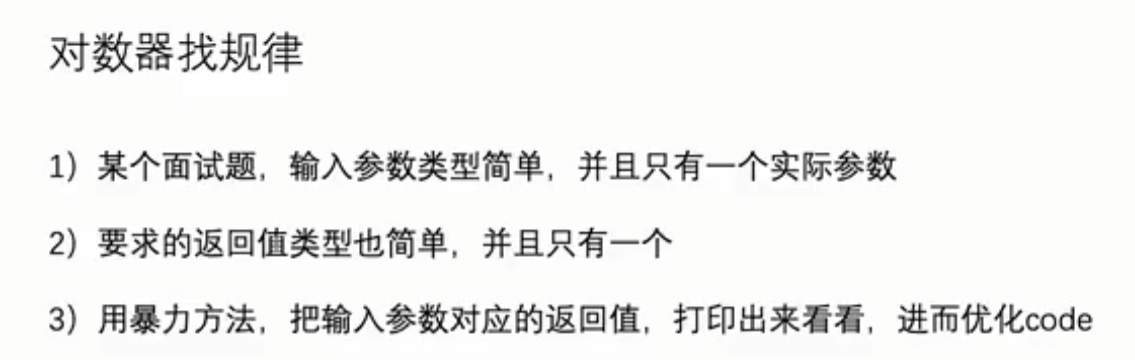 对数器找规律
1）某个面试题，输入参数类型简单，并且只有一个实际参数
2）要求的返回值类型也简单，并且只有一个
3）用暴力方法，把输入参数对应的返回值，打印出来看看，进而优化code